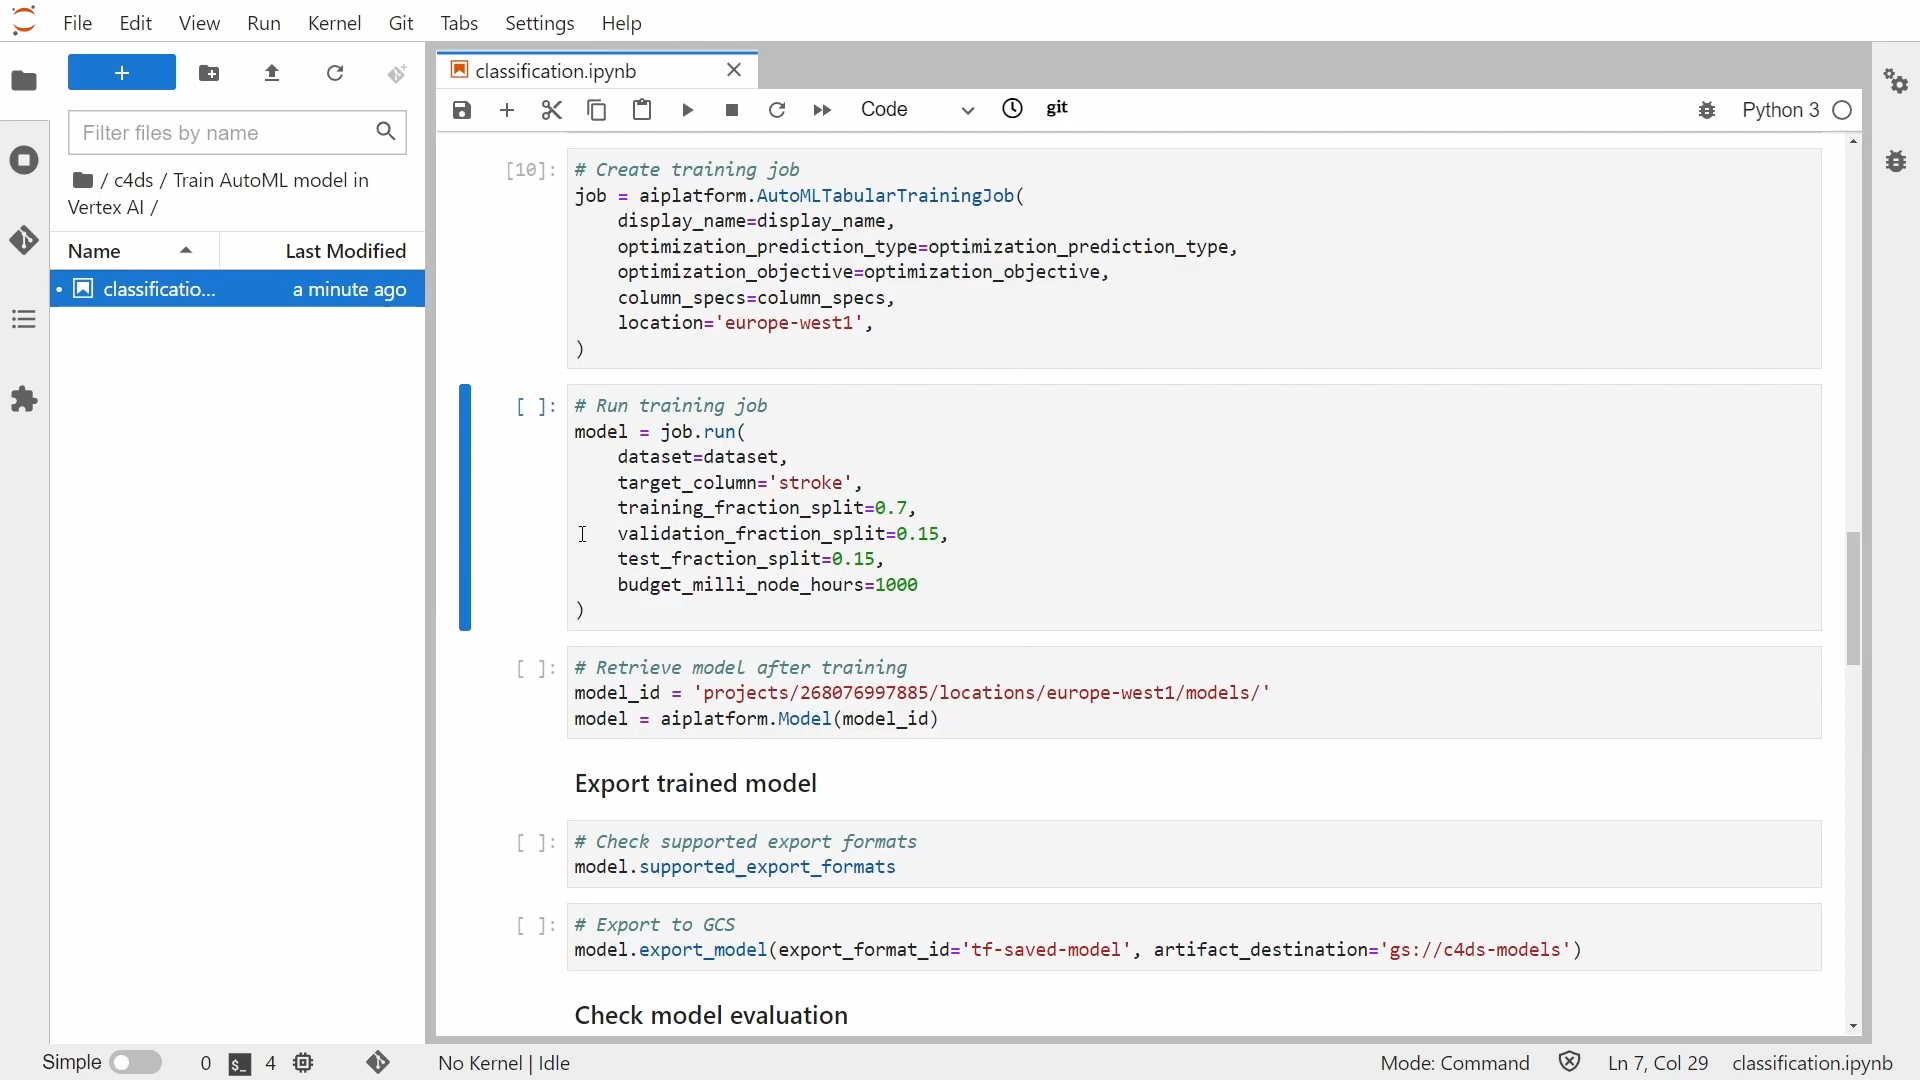 File Edit View Run Kernel Git Tabs Settings Help
+
Filter files by name
/ c4ds / Train AutoML model in
Vertex AI /
Name Last Modified
classificatio... a minute ago
classification.ipynb
Code git Python 3
[10]: # Create training job
job = aiplatform.AutoMLTabularTrainingJob(
display_name=display_name,
optimization_prediction_type=optimization_prediction_type,
optimization_objective=optimization_objective,
column_specs=column_specs,
location='europe-west1',
)
[ ]: # Run training job
model = job.run(
dataset=dataset,
target_column='stroke',
training_fraction_split=0.7,
validation_fraction_split=0.15,
test_fraction_split=0.15,
budget_milli_node_hours=1000
)
[ ]: # Retrieve model after training
model_id = 'projects/268076997885/locations/europe-west1/models/'
model = aiplatform.Model(model_id)
Export trained model
[ ]: # Check supported export formats
model.supported_export_formats
[ ]: # Export to GCS
model.export_model(export_format_id='tf-saved-model', artifact_destination='gs://c4ds-models')
Check model evaluation
Simple 0 $_ 4 No Kernel | Idle Mode: Command Ln 7, Col 29 classification.ipynb